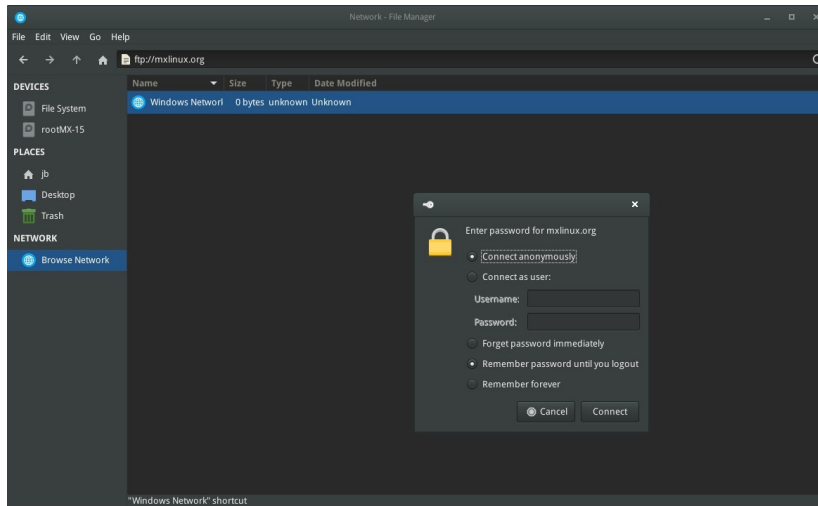 Network - File Manager
File Edit View Go Help
ftp://mxlinux.org
DEVICES
File System
rootMX-15
PLACES
jb
Desktop
Trash
NETWORK
Browse Network
Name Size Type Date Modified
Windows Networl 0 bytes unknown Unknown
Enter password for mxlinux.org
Connect anonymously
Connect as user:
Username:
Password:
Forget password immediately
Remember password until you logout
Remember forever
Cancel Connect
"Windows Network" shortcut